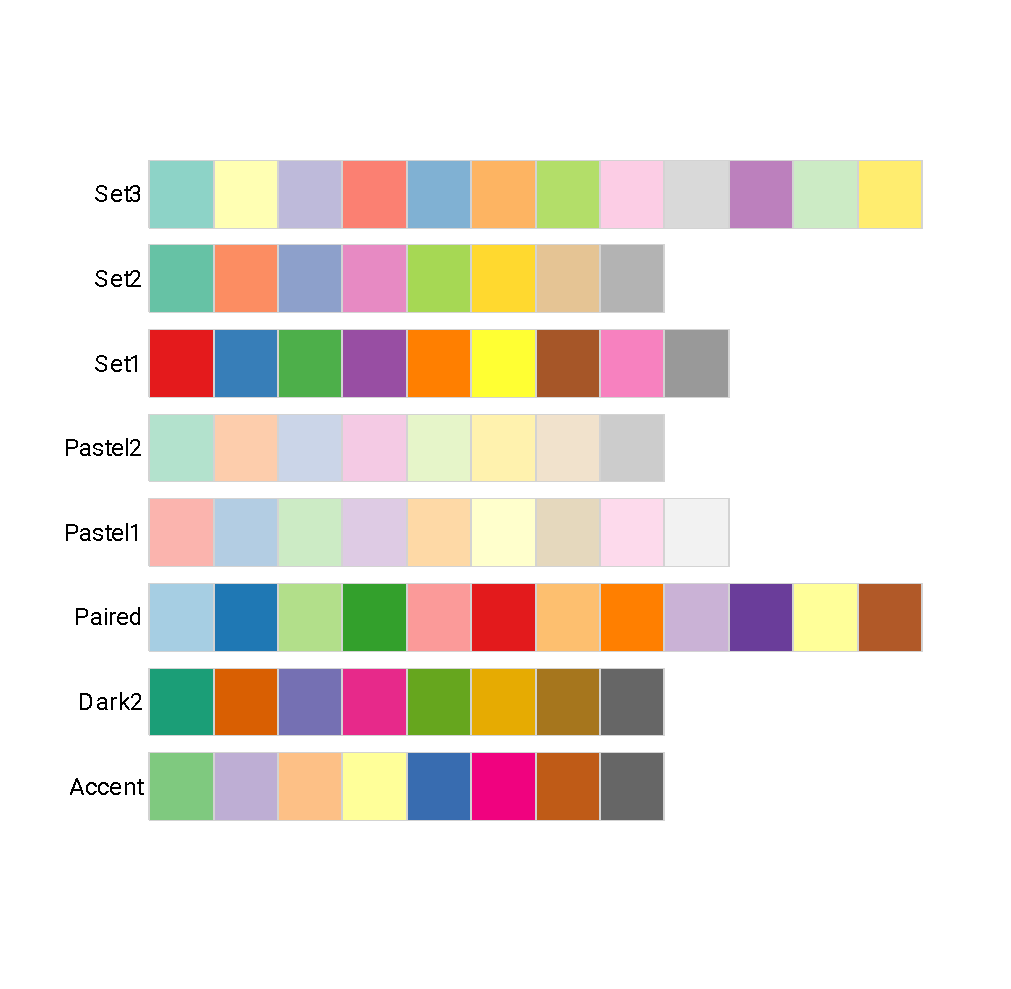 Set3
Set2
Set1
Pastel2
Pastel1
Paired
Dark2
Accent